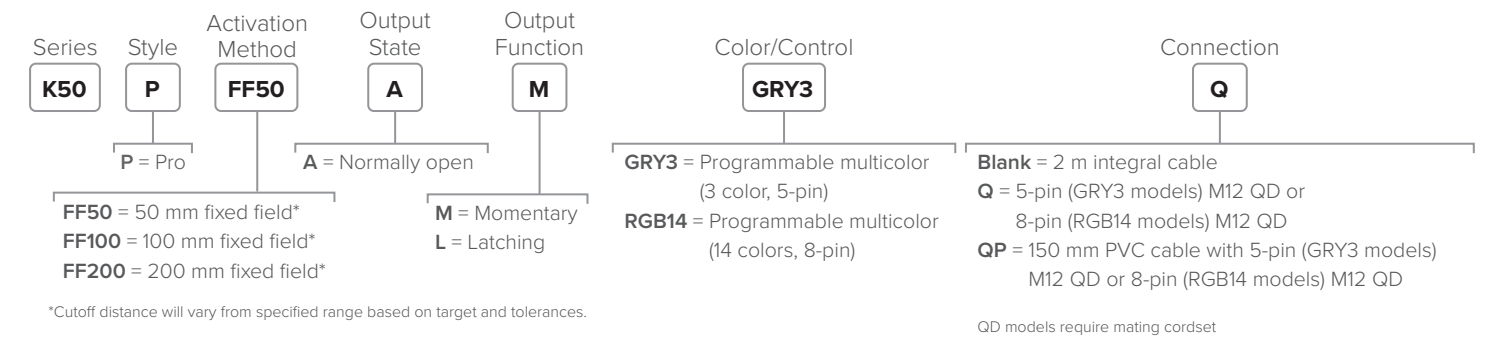 Series
K50
Style
P
P = Pro
Activation
Method
FF50
FF50 = 50 mm fixed field*
FF100 = 100 mm fixed field*
FF200 = 200 mm fixed field*
*Cutoff distance will vary from specified range based on target and tolerances.
Output
State
A
A = Normally open
Output
Function
M
M = Momentary
L = Latching
Color/Control
GRY3
GRY3 = Programmable multicolor
(3 color, 5-pin)
RGB14 = Programmable multicolor
(14 colors, 8-pin)
Connection
Q
Blank = 2 m integral cable
Q = 5-pin (GRY3 models) M12 QD or
8-pin (RGB14 models) M12 QD
QP = 150 mm PVC cable with 5-pin (GRY3 models)
M12 QD or 8-pin (RGB14 models) M12 QD
QD models require mating cordset